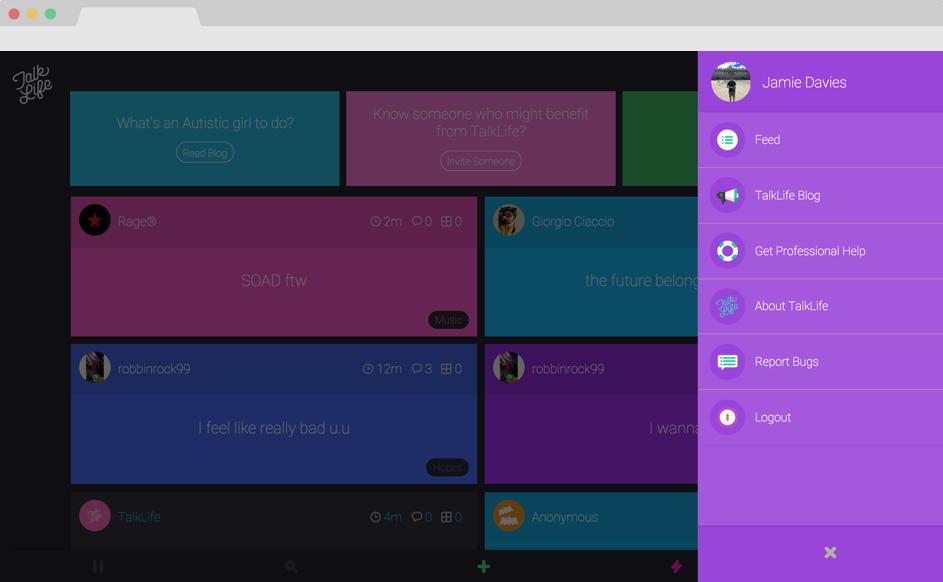 Talk
Life
What's an Autistic girl to do?
Read Blog
Know someone who might benefit
from TalkLife?
Invite Someone
Rage®
2m 0 0
SOAD ftw
Music
Giorgio Ciaccio
the future belong
robbinrock99
12m 3 0
I feel like really bad u.u
Hopes
robbinrock99
I wanna
TalkLife
4m 0 0
Anonymous
Jamie Davies
Feed
TalkLife Blog
Get Professional Help
Talk
Life
About TalkLife
Report Bugs
Logout